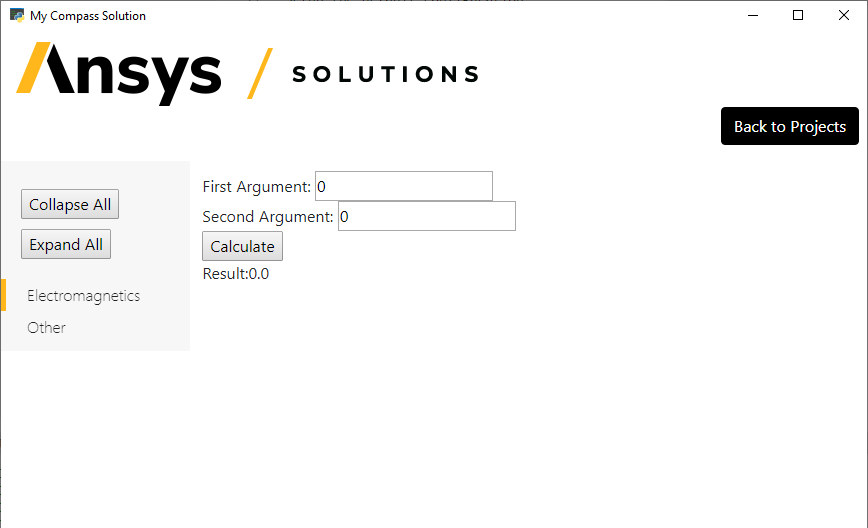 My Compass Solution
Ansys / SOLUTIONS
Back to Projects
Collapse All
Expand All
Electromagnetics
Other
First Argument: 0
Second Argument: 0
Calculate
Result:0.0